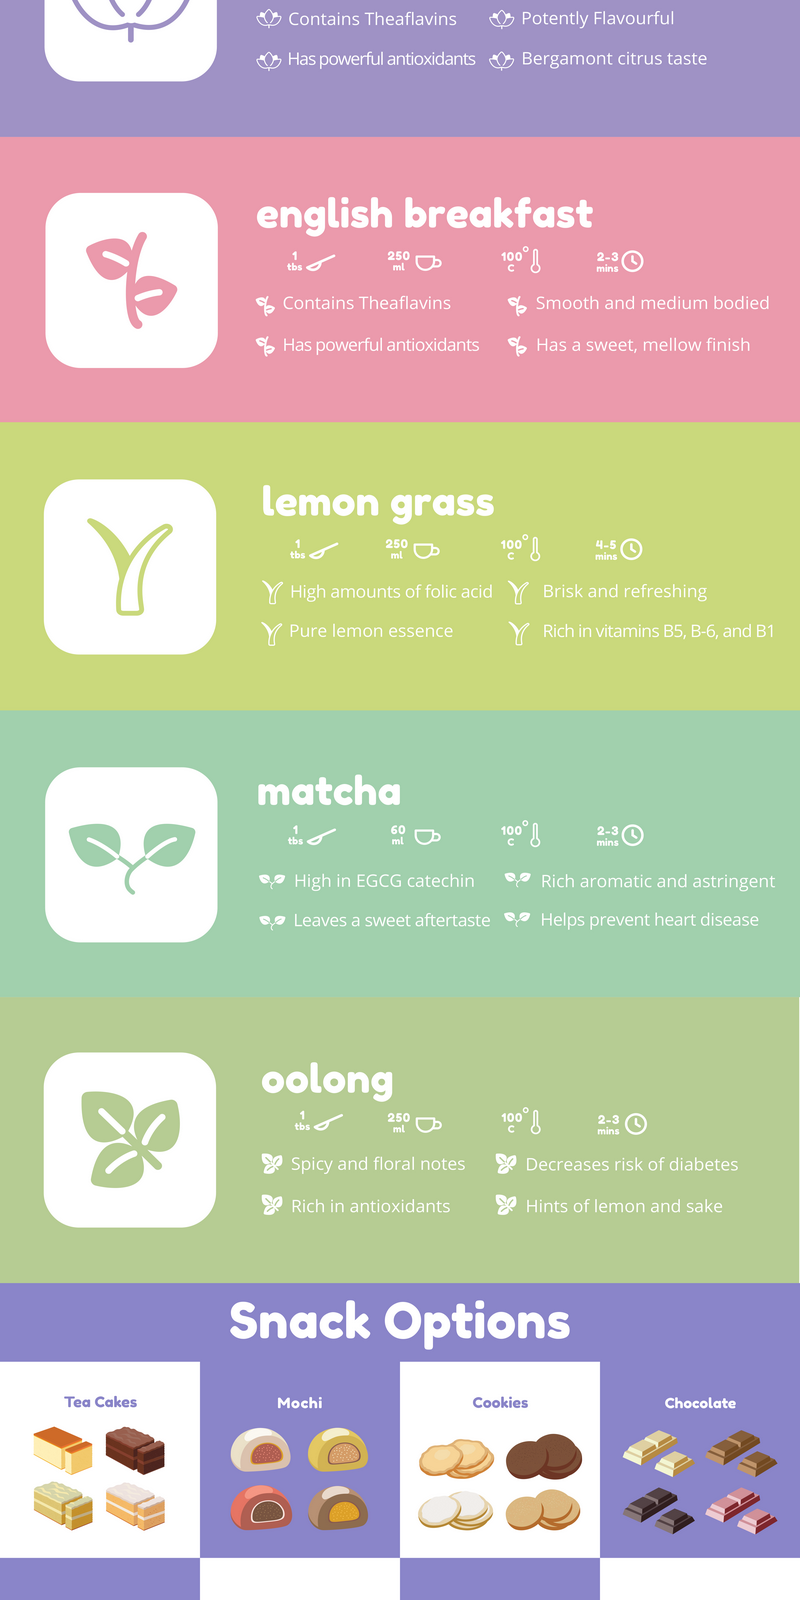 Contains Theaflavins Potently Flavourful
Has powerful antioxidants Bergamont citrus taste
english breakfast
1 tbs 250 ml 100° C 2-3 mins
Contains Theaflavins Smooth and medium bodied
Has powerful antioxidants Has a sweet, mellow finish
lemon grass
1 tbs 250 ml 100° C 4-5 mins
High amounts of folic acid Brisk and refreshing
Pure lemon essence Rich in vitamins B5, B-6, and B1
matcha
1 tbs 60 ml 100° C 2-3 mins
High in EGCG catechin Rich aromatic and astringent
Leaves a sweet aftertaste Helps prevent heart disease
oolong
1 tbs 250 ml 100° C 2-3 mins
Spicy and floral notes Decreases risk of diabetes
Rich in antioxidants Hints of lemon and sake
Snack Options
Tea Cakes Mochi Cookies Chocolate